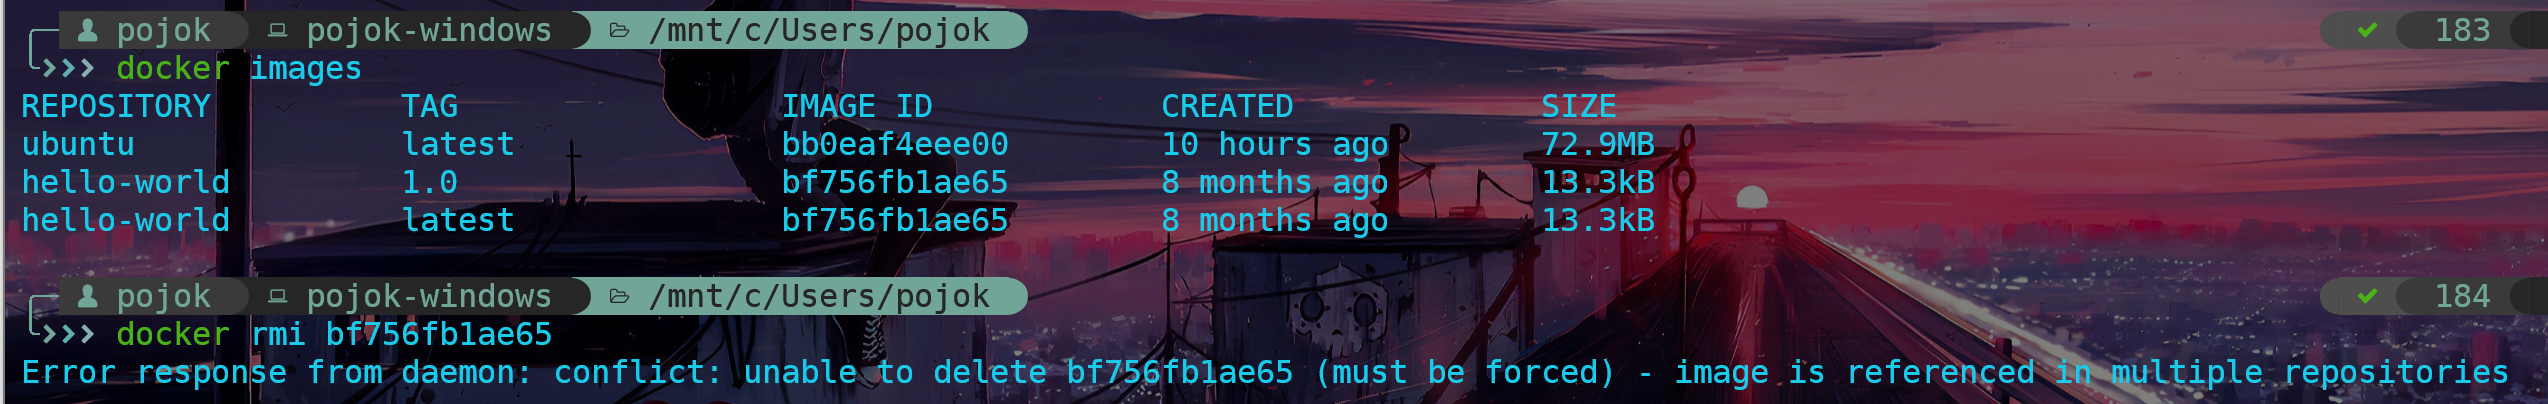 pojok pojok-windows /mnt/c/Users/pojok 183
>>> docker images
REPOSITORY TAG IMAGE ID CREATED SIZE
ubuntu latest bb0eaf4eee00 10 hours ago 72.9MB
hello-world 1.0 bf756fb1ae65 8 months ago 13.3kB
hello-world latest bf756fb1ae65 8 months ago 13.3kB
pojok pojok-windows /mnt/c/Users/pojok 184
>>> docker rmi bf756fb1ae65
Error response from daemon: conflict: unable to delete bf756fb1ae65 (must be forced) - image is referenced in multiple repositories